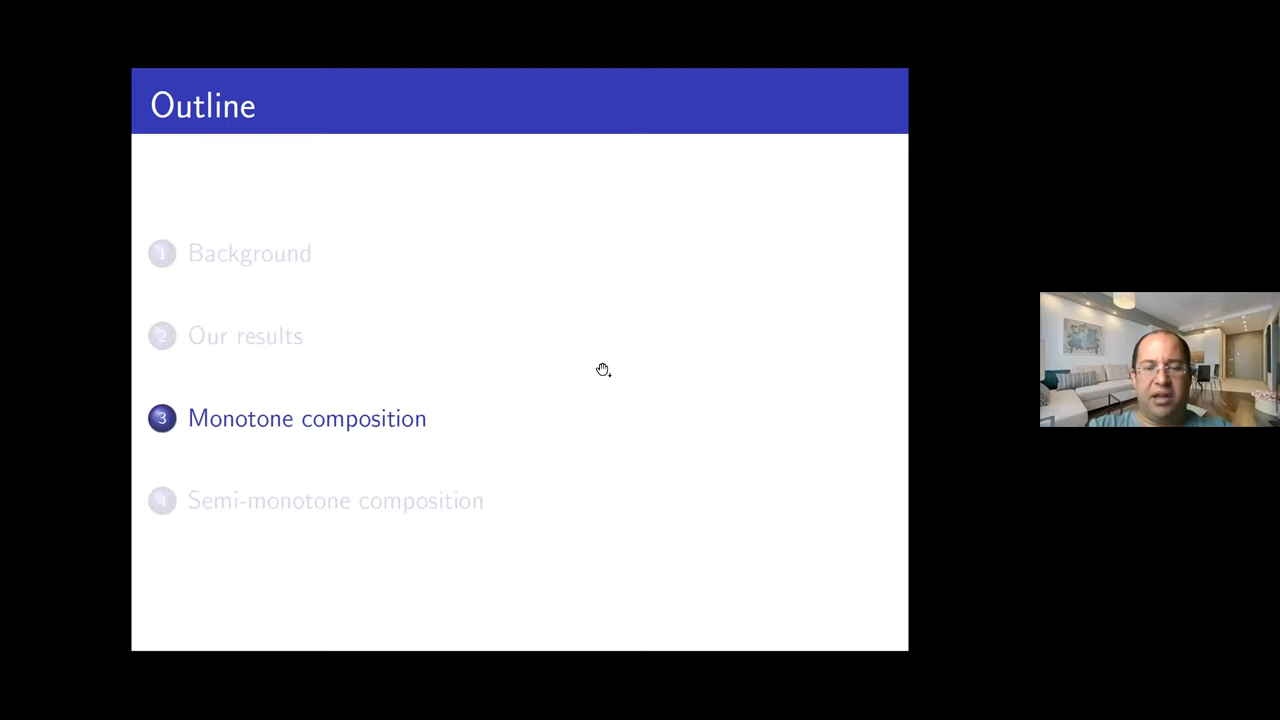 Outline
1 Background
2 Our results
3 Monotone composition
4 Semi-monotone composition